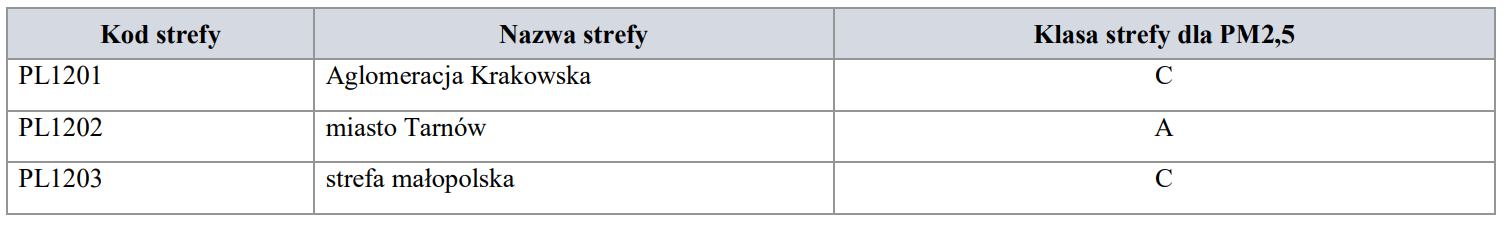 Kod strefy Nazwa strefy Klasa strefy dla PM2,5
PL1201 Aglomeracja Krakowska C
PL1202 miasto Tarnów A
PL1203 strefa małopolska C